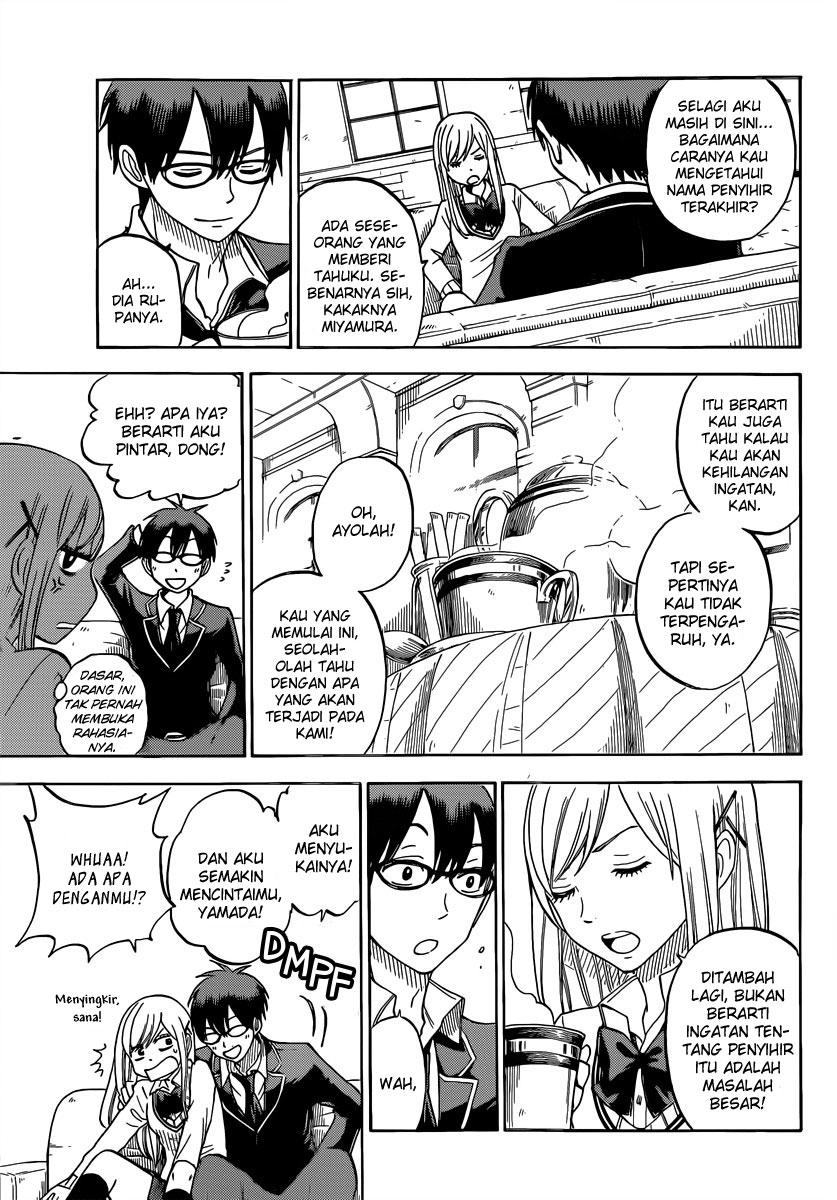 SELAGI AKU
MASIH DI SINI...
BAGAIMANA
CARANYA KAU
MENGETAHUI
NAMA PENYIHIR
TERAKHIR?
ADA SESE-
ORANG YANG
MEMBERI
TAHUKU. SE-
BENARNYA SIH,
KAKAKNYA
MIYAMURA.
AH...
DIA RU-
PANYA.
ITU BERARTI
KAU JUGA
TAHU KALAU
KAU AKAN
KEHILANGAN
INGATAN,
KAN.
TAPI SE-
PERTINYA
KAU TIDAK
TERPENGA-
RUH, YA.
OH,
AYOLAH!
KAU YANG
MEMULAI INI,
SEOLAH-
OLAH TAHU
DENGAN APA
YANG AKAN
TERJADI PADA
KAMI!
EHH? APA IYA?
BERARTI AKU
PINTAR, DONG!
DASAR,
ORANG INI
TAK PERNAH
MEMBUKA
RAHASIA-
NYA.
DITAMBAH
LAGI, BUKAN
BERARTI
INGATAN TEN-
TANG PENYIHIR
ITU ADALAH
MASALAH
BESAR!
WAH,
AKU
MENYU-
KAINYA!
DAN AKU
SEMAKIN
MENCINTAIMU,
YAMADA!
DMPF
WHUAA!
ADA APA
DENGANMU!?
Menyingkir,
sana!